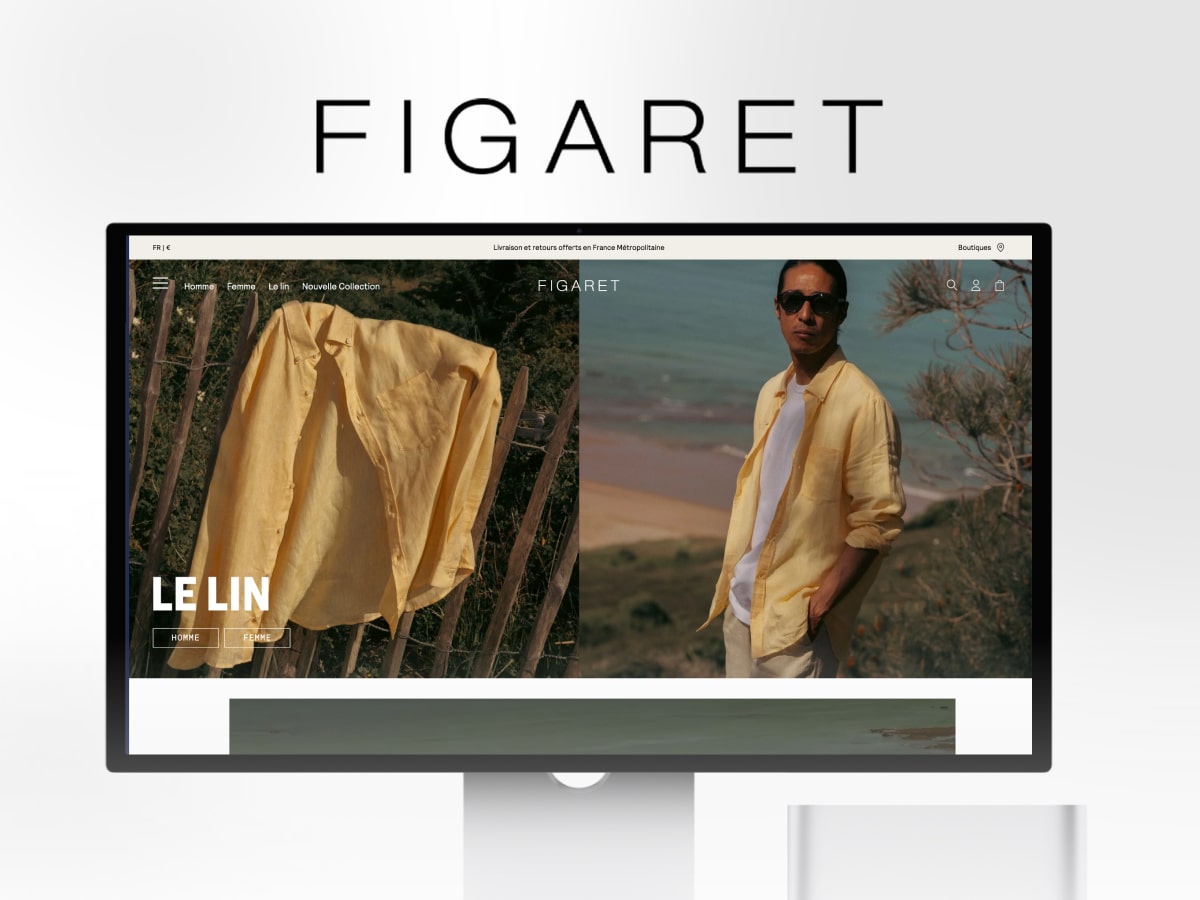 FIGARET
FR | €
Livraison et retours offerts en France Métropolitaine
Boutiques
Homme Femme Le lin Nouvelle Collection
FIGARET
LE LIN
HOMME FEMME